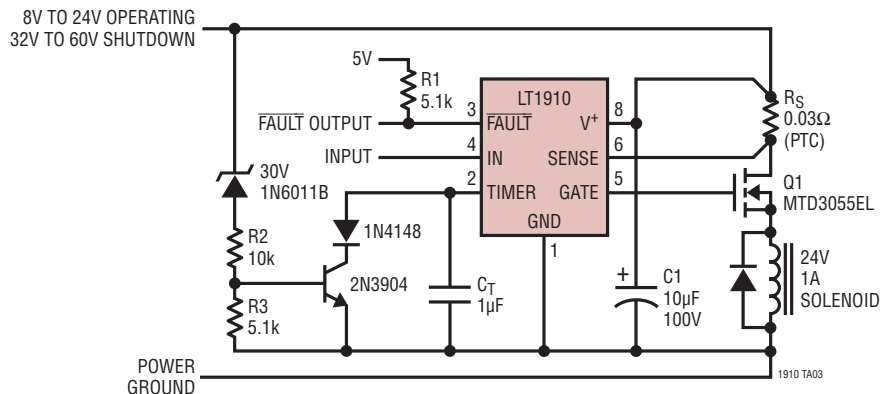 8V TO 24V OPERATING
32V TO 60V SHUTDOWN
5V
R1
5.1k
LT1910
3
FAULT
V+
8
RS
0.03Ω
(PTC)
FAULT OUTPUT
INPUT
4
IN
SENSE
6
2
TIMER
GATE
5
Q1
MTD3055EL
GND
1
30V
1N6011B
1N4148
R2
10k
2N3904
CT
1µF
+
C1
10µF
100V
24V
1A
SOLENOID
R3
5.1k
POWER
GROUND
1910 TA03